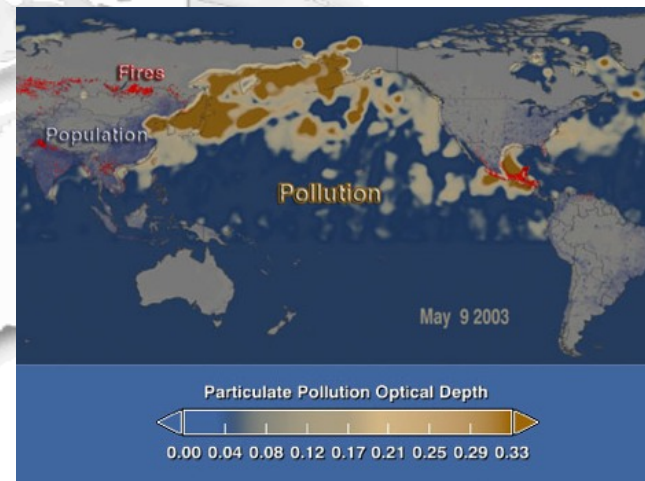 Fires
Population
Pollution
May 9 2003
Particulate Pollution Optical Depth
0.00 0.04 0.08 0.12 0.17 0.21 0.25 0.29 0.33